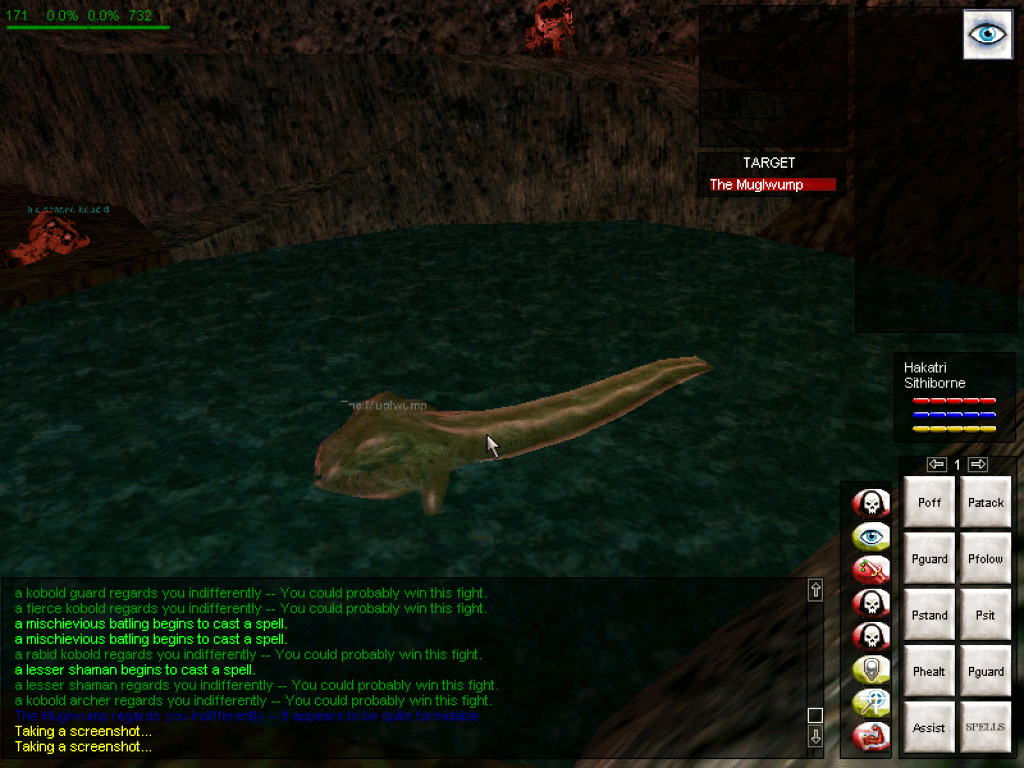 171 0.0% 0.0% 732
TARGET
The Muglwump
The Muglwump
Hakatri
Sithiborne
1
Poff Patack
Pguard Pfolow
Pstand Psit
Phealt Pguard
Assist SPELLS
a kobold guard regards you indifferently -- You could probably win this fight.
a fierce kobold regards you indifferently -- You could probably win this fight.
a mischievious batling begins to cast a spell.
a mischievious batling begins to cast a spell.
a rabid kobold regards you indifferently -- You could probably win this fight.
a lesser shaman begins to cast a spell.
a lesser shaman regards you indifferently -- You could probably win this fight.
a kobold archer regards you indifferently -- You could probably win this fight.
The Muglwump regards you indifferently -- it appears to be quite formidable.
Taking a screenshot...
Taking a screenshot...